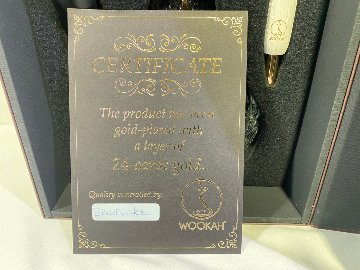 CERTIFICATE
The product has been
gold-plated with
a layer of
24-carat gold.
Quality controlled by:
WOOKAH